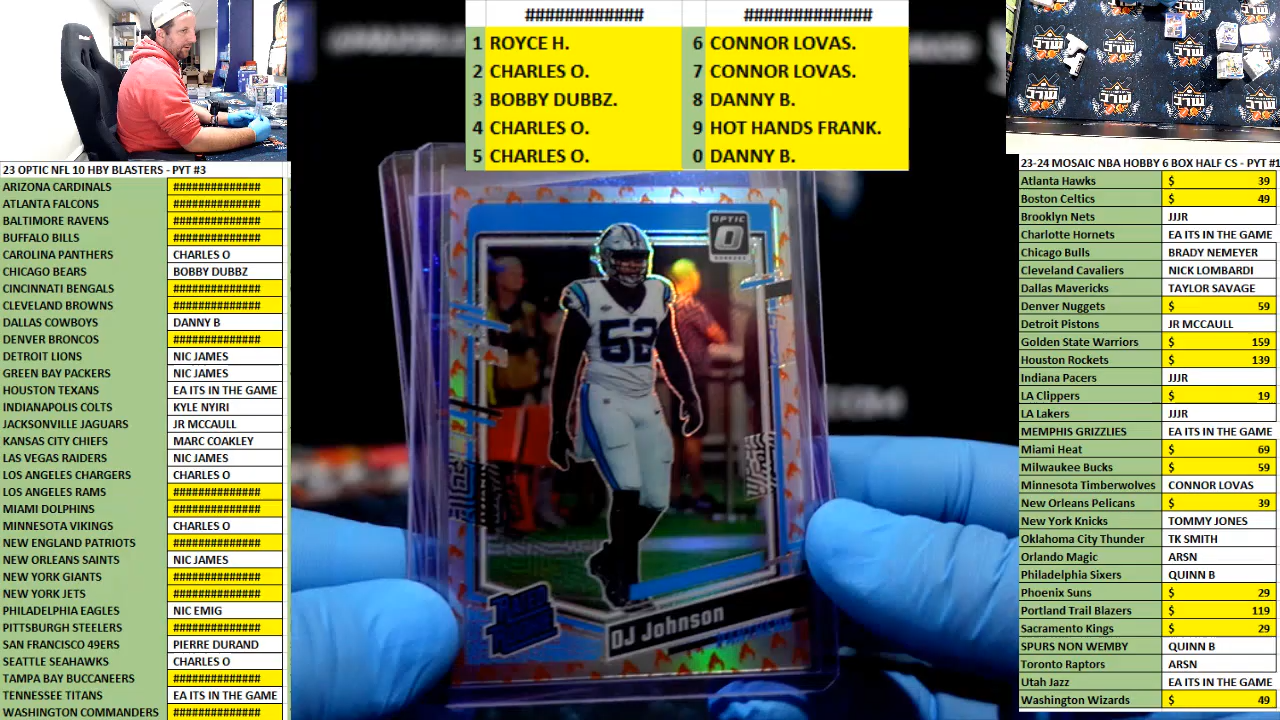 ############ #############
1 ROYCE H. 6 CONNOR LOVAS.
2 CHARLES O. 7 CONNOR LOVAS.
3 BOBBY DUBBZ. 8 DANNY B.
4 CHARLES O. 9 HOT HANDS FRANK.
5 CHARLES O. 0 DANNY B.
23 OPTIC NFL 10 HBY BLASTERS - PYT #3
ARIZONA CARDINALS ##############
ATLANTA FALCONS ##############
BALTIMORE RAVENS ##############
BUFFALO BILLS ##############
CAROLINA PANTHERS CHARLES O
CHICAGO BEARS BOBBY DUBBZ
CINCINNATI BENGALS ##############
CLEVELAND BROWNS ##############
DALLAS COWBOYS DANNY B
DENVER BRONCOS ##############
DETROIT LIONS NIC JAMES
GREEN BAY PACKERS NIC JAMES
HOUSTON TEXANS EA ITS IN THE GAME
INDIANAPOLIS COLTS KYLE NYIRI
JACKSONVILLE JAGUARS JR MCCAULL
KANSAS CITY CHIEFS MARC COAKLEY
LAS VEGAS RAIDERS NIC JAMES
LOS ANGELES CHARGERS CHARLES O
LOS ANGELES RAMS ##############
MIAMI DOLPHINS ##############
MINNESOTA VIKINGS CHARLES O
NEW ENGLAND PATRIOTS ##############
NEW ORLEANS SAINTS NIC JAMES
NEW YORK GIANTS ##############
NEW YORK JETS ##############
PHILADELPHIA EAGLES NIC EMIG
PITTSBURGH STEELERS ##############
SAN FRANCISCO 49ERS PIERRE DURAND
SEATTLE SEAHAWKS CHARLES O
TAMPA BAY BUCCANEERS ##############
TENNESSEE TITANS EA ITS IN THE GAME
WASHINGTON COMMANDERS ##############
OPTIC
52
RATED ROOKIE
DJ Johnson
PANTHERS
23-24 MOSAIC NBA HOBBY 6 BOX HALF CS - PYT #1
Atlanta Hawks $ 39
Boston Celtics $ 49
Brooklyn Nets JJJR
Charlotte Hornets EA ITS IN THE GAME
Chicago Bulls BRADY NEMEYER
Cleveland Cavaliers NICK LOMBARDI
Dallas Mavericks TAYLOR SAVAGE
Denver Nuggets $ 59
Detroit Pistons JR MCCAULL
Golden State Warriors $ 159
Houston Rockets $ 139
Indiana Pacers JJJR
LA Clippers $ 19
LA Lakers JJJR
MEMPHIS GRIZZLIES EA ITS IN THE GAME
Miami Heat $ 69
Milwaukee Bucks $ 59
Minnesota Timberwolves CONNOR LOVAS
New Orleans Pelicans $ 39
New York Knicks TOMMY JONES
Oklahoma City Thunder TK SMITH
Orlando Magic ARSN
Philadelphia Sixers QUINN B
Phoenix Suns $ 29
Portland Trail Blazers $ 119
Sacramento Kings $ 29
SPURS NON WEMBY QUINN B
Toronto Raptors ARSN
Utah Jazz EA ITS IN THE GAME
Washington Wizards $ 49